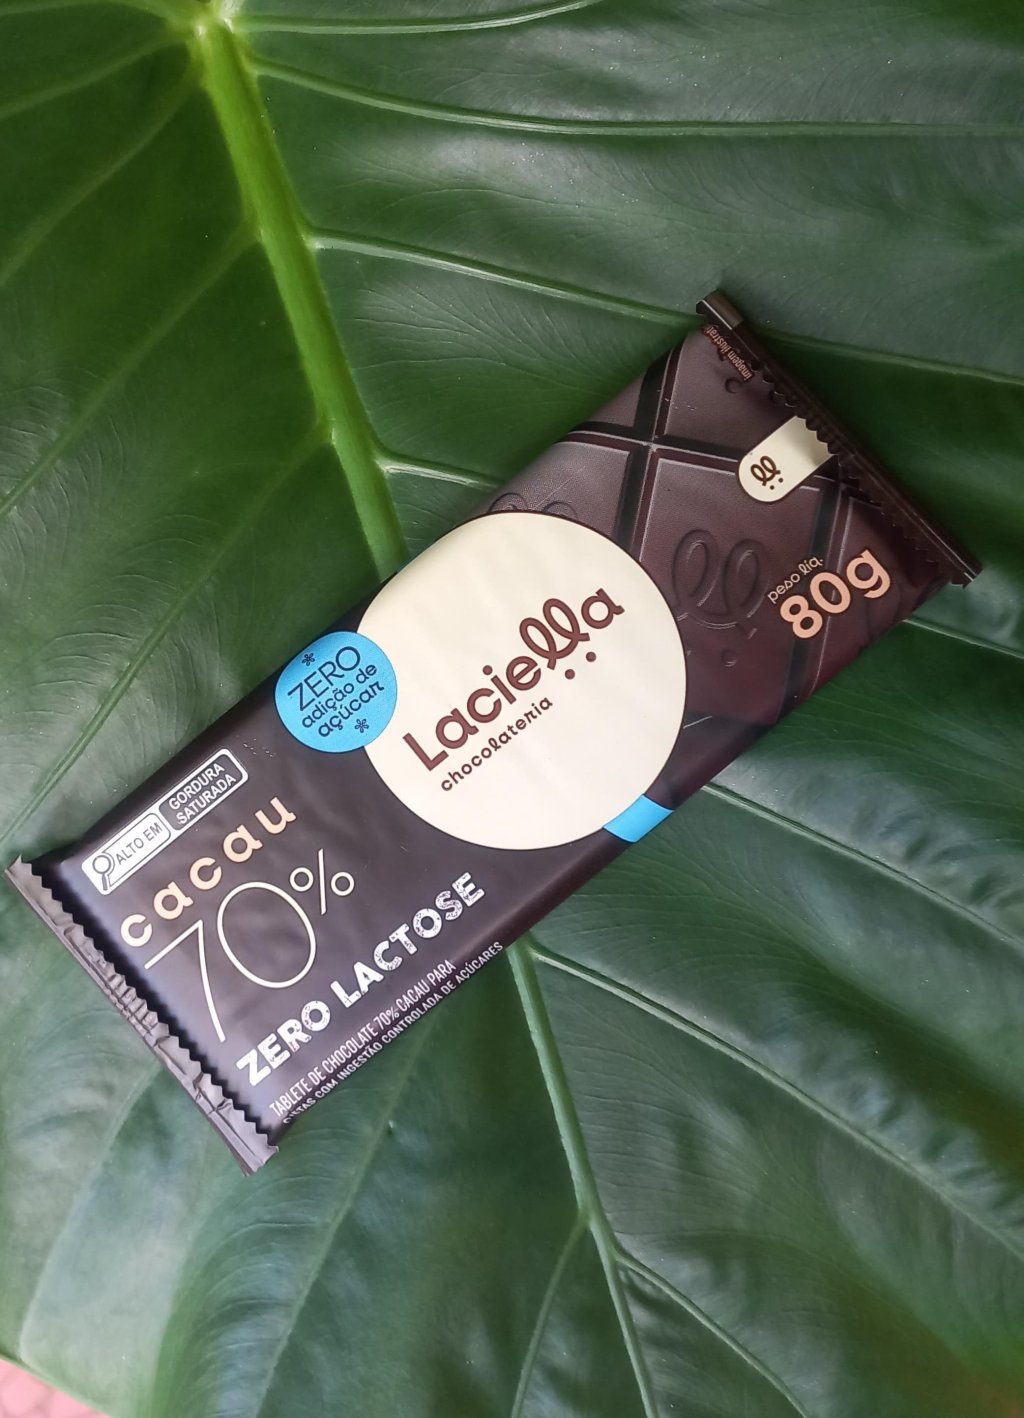 ZERO
adição de
açúcar
Laciella
chocolateria
ALTO EM
GORDURA
SATURADA
cacau
70%
ZERO LACTOSE
TABLETE DE CHOCOLATE 70% CACAU PARA
DIETAS COM INGESTÃO CONTROLADA DE AÇÚCARES
peso líq.
80g
imagem